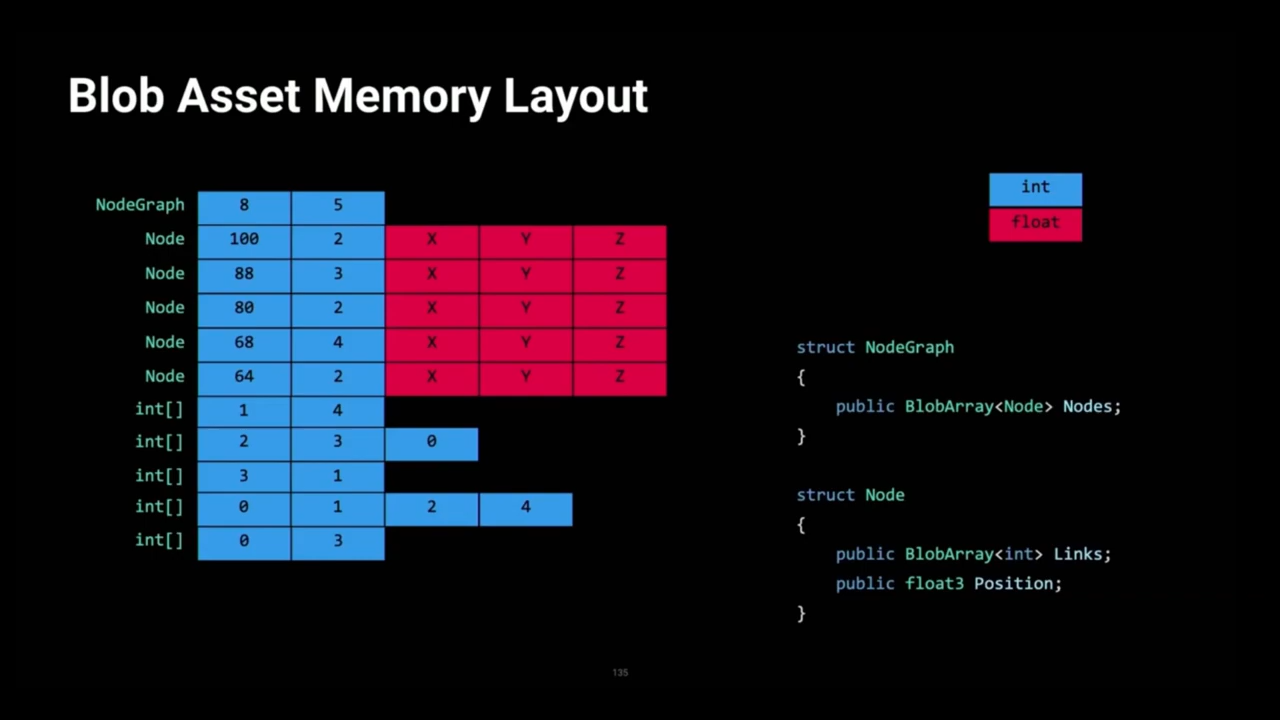 Blob Asset Memory Layout
int
float
NodeGraph 8 5
Node 100 2 X Y Z
Node 88 3 X Y Z
Node 80 2 X Y Z
Node 68 4 X Y Z
Node 64 2 X Y Z
int[] 1 4
int[] 2 3 0
int[] 3 1
int[] 0 1 2 4
int[] 0 3
struct NodeGraph
{
public BlobArray<Node> Nodes;
}
struct Node
{
public BlobArray<int> Links;
public float3 Position;
}
135